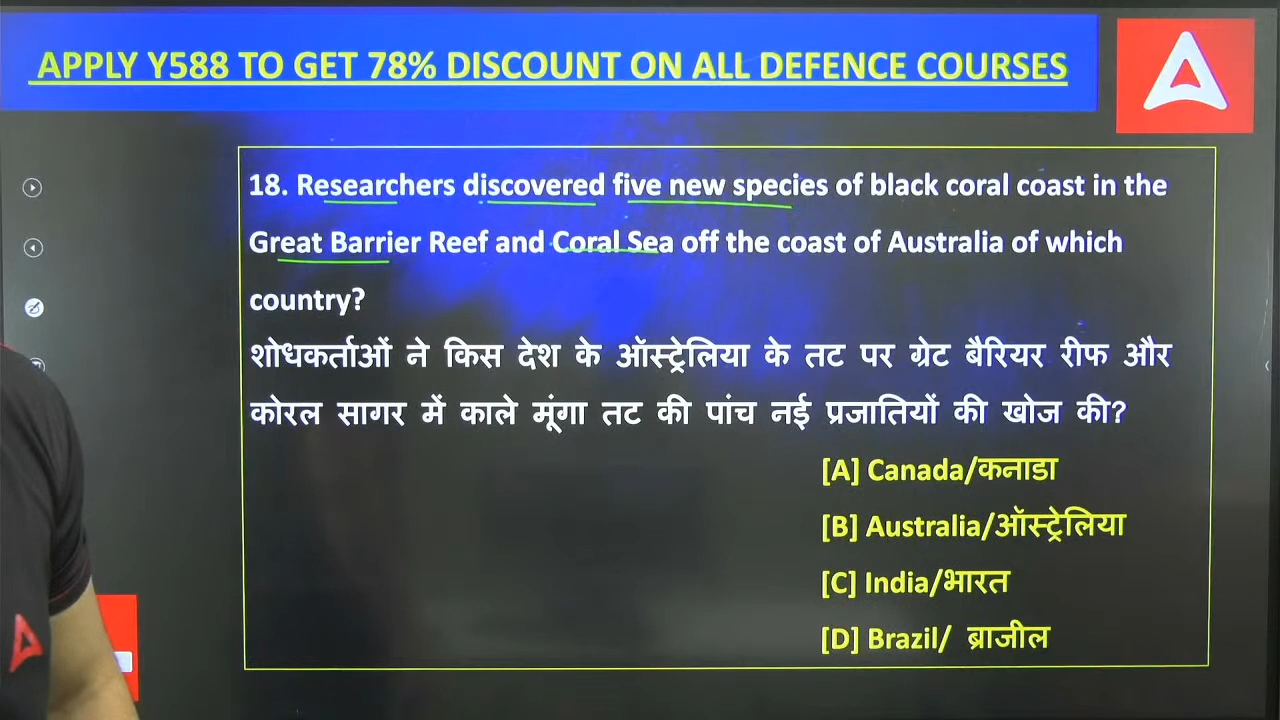 APPLY Y588 TO GET 78% DISCOUNT ON ALL DEFENCE COURSES
18. Researchers discovered five new species of black coral coast in the
Great Barrier Reef and Coral Sea off the coast of Australia of which
country?
शोधकर्ताओं ने किस देश के ऑस्ट्रेलिया के तट पर ग्रेट बैरियर रीफ और
कोरल सागर में काले मूंगा तट की पांच नई प्रजातियों की खोज की?
[A] Canada/कनाडा
[B] Australia/ऑस्ट्रेलिया
[C] India/भारत
[D] Brazil/ ब्राजील